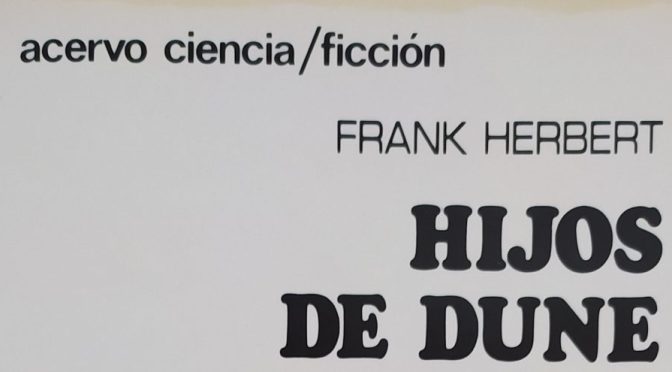 acervo ciencia/ficción
FRANK HERBERT
HIJOS
DE DUNE